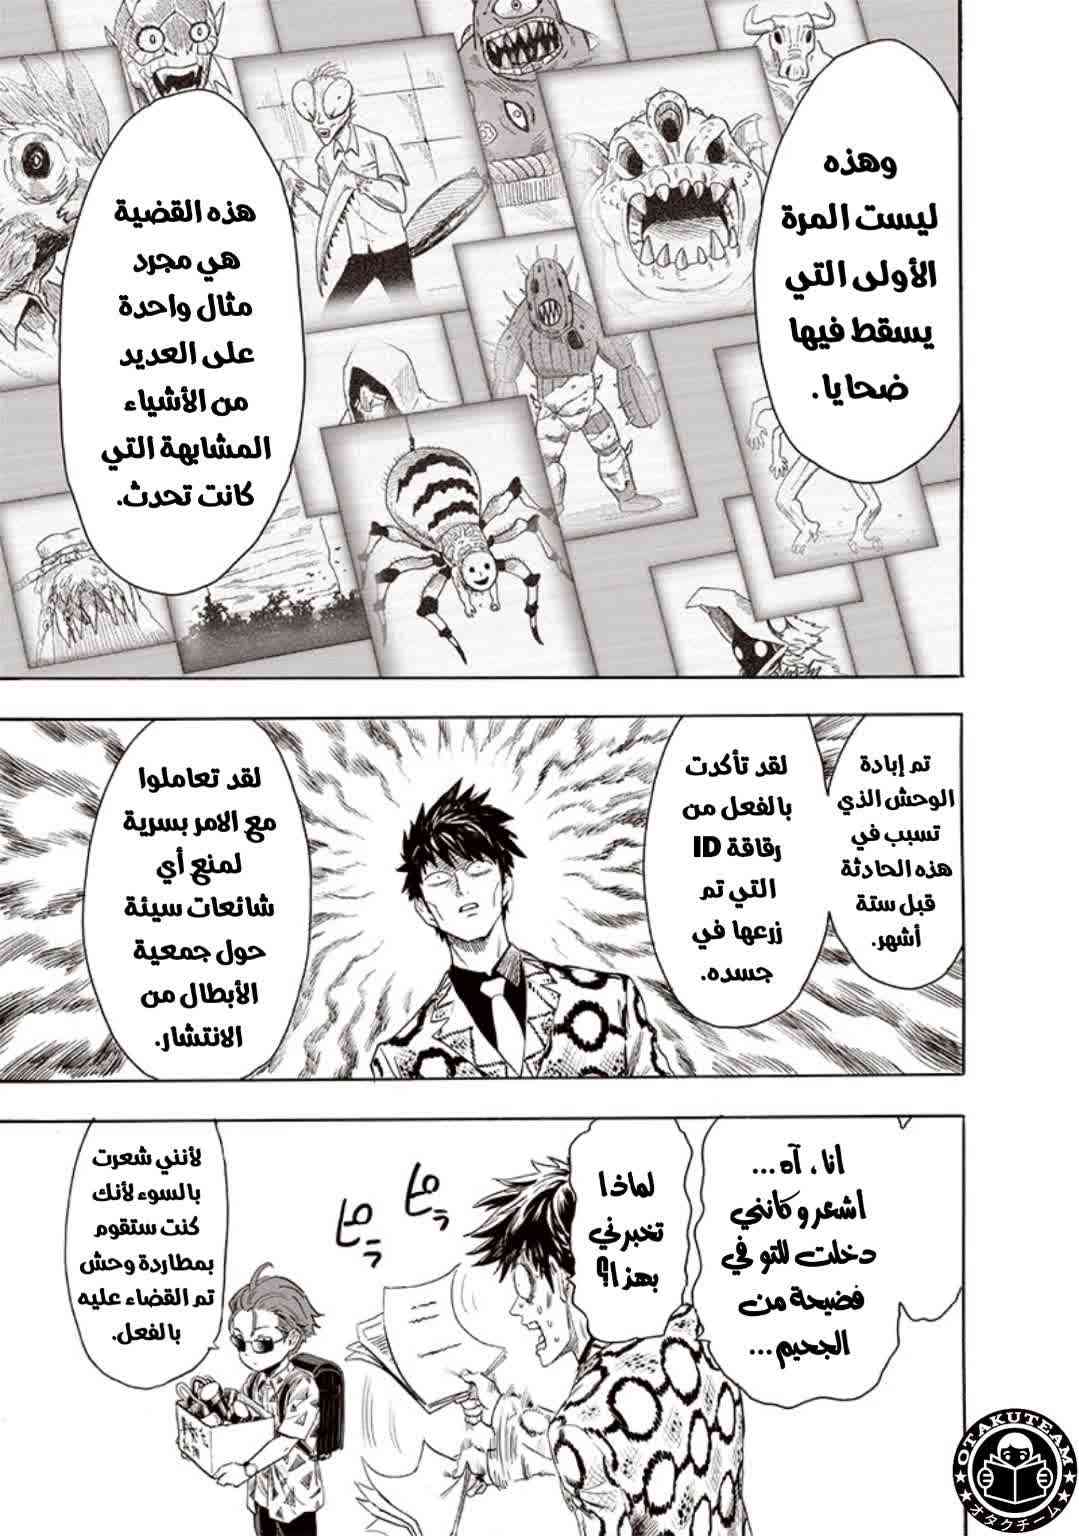 وهذه
ليست المرة
الأولى التي
يسقط فيها
ضحايا.
هذه القضية
هي مجرد
مثال واحدة
على العديد
من الأشياء
المشابهة التي
كانت تحدث.
تم إبادة
الوحش الذي
تسبب في
هذه الحادثة
قبل ستة
أشهر.
لقد تأكدت
بالفعل من
رقاقة ID
التي تم
زرعها في
جسده.
لقد تعاملوا
مع الامر بسرية
لمنع أي
شائعات سيئة
حول جمعية
الأبطال من
الانتشار.
أنا، آه ...
أشعر وكأنني
دخلت للتو في
فضيحة من
الجحيم ...
لماذا
تخبرني
بهذا؟
لأنني شعرت
بالسوء لأنك
كنت ستقوم
بمطاردة وحش
تم القضاء عليه
بالفعل.
OTAKUTEAM
オタクチーム